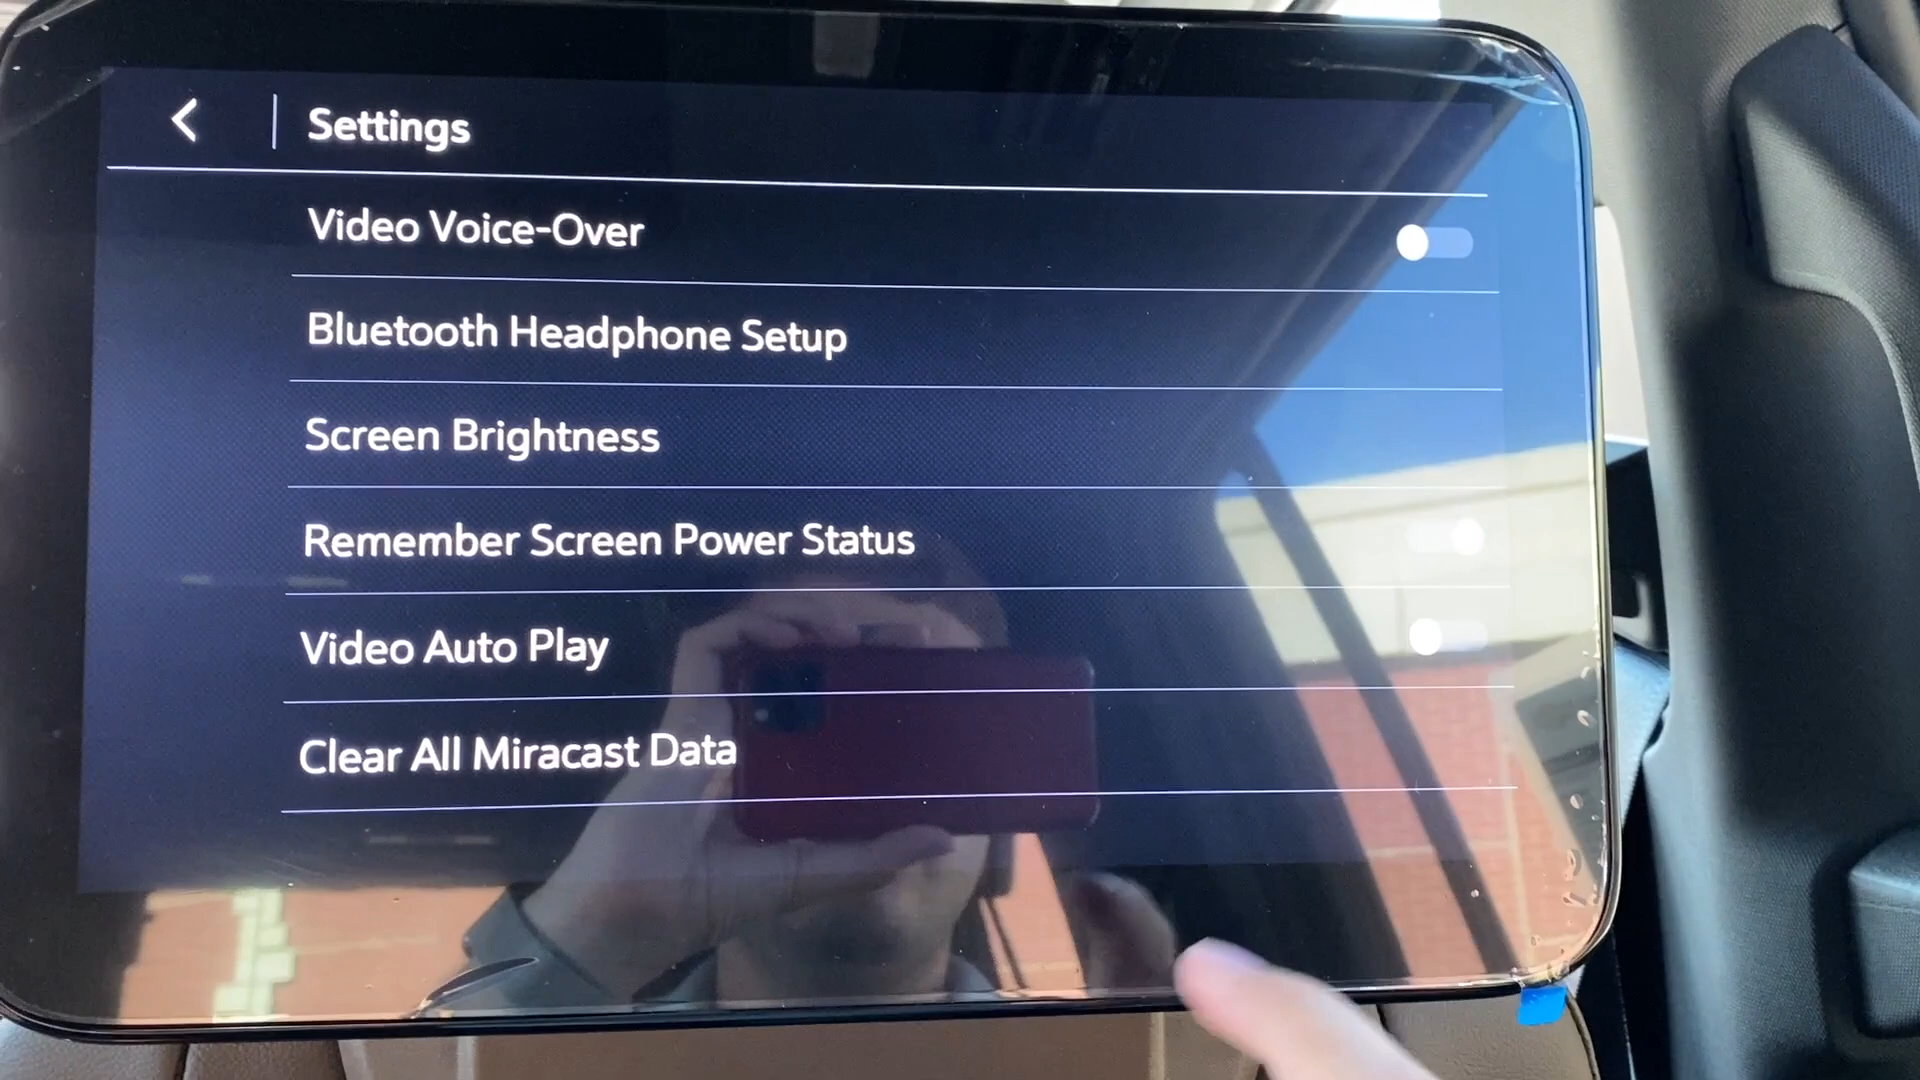 Settings
Video Voice-Over
Bluetooth Headphone Setup
Screen Brightness
Remember Screen Power Status
Video Auto Play
Clear All Miracast Data